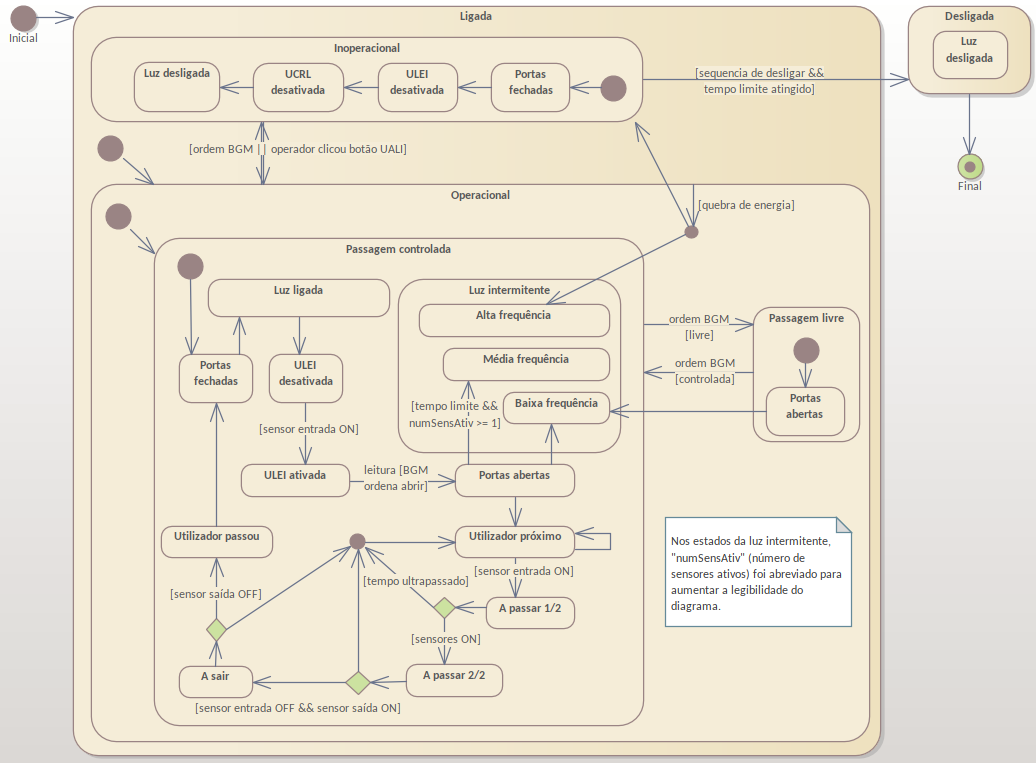 Ligada
Desligada
Inicial
Luz
desligada
Inoperacional
Luz desligada
UCRL
desativada
ULEI
desativada
Portas
fechadas
[sequencia de desligar &&
tempo limite atingido]
[ordem BGM || operador clicou botão UALI]
Final
Operacional
[quebra de energia]
Passagem controlada
Luz ligada
Luz intermitente
Alta frequência
Média frequência
Baixa frequência
[tempo limite &&
numSensAtiv >= 1]
ordem BGM
[livre]
ordem BGM
[controlada]
Passagem livre
Portas
abertas
Portas
fechadas
ULEI
desativada
[sensor entrada ON]
ULEI ativada
leitura [BGM
ordena abrir]
Portas abertas
Utilizador passou
Utilizador próximo
[sensor entrada ON]
[tempo ultrapassado]
[sensor saída OFF]
A passar 1/2
[sensores ON]
A sair
A passar 2/2
[sensor entrada OFF && sensor saída ON]
Nos estados da luz intermitente,
"numSensAtiv" (número de
sensores ativos) foi abreviado para
aumentar a legibilidade do
diagrama.